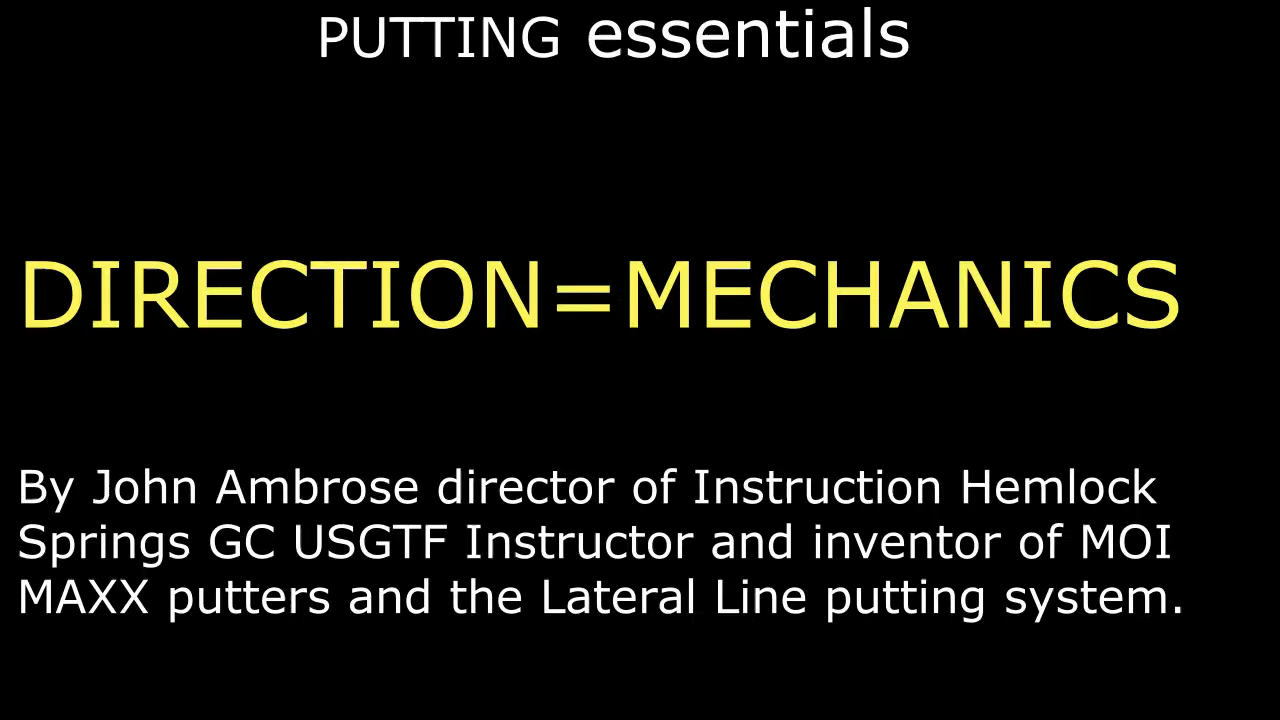 PUTTING essentials
DIRECTION=MECHANICS
By John Ambrose director of Instruction Hemlock
Springs GC USGTF Instructor and inventor of MOI
MAXX putters and the Lateral Line putting system.